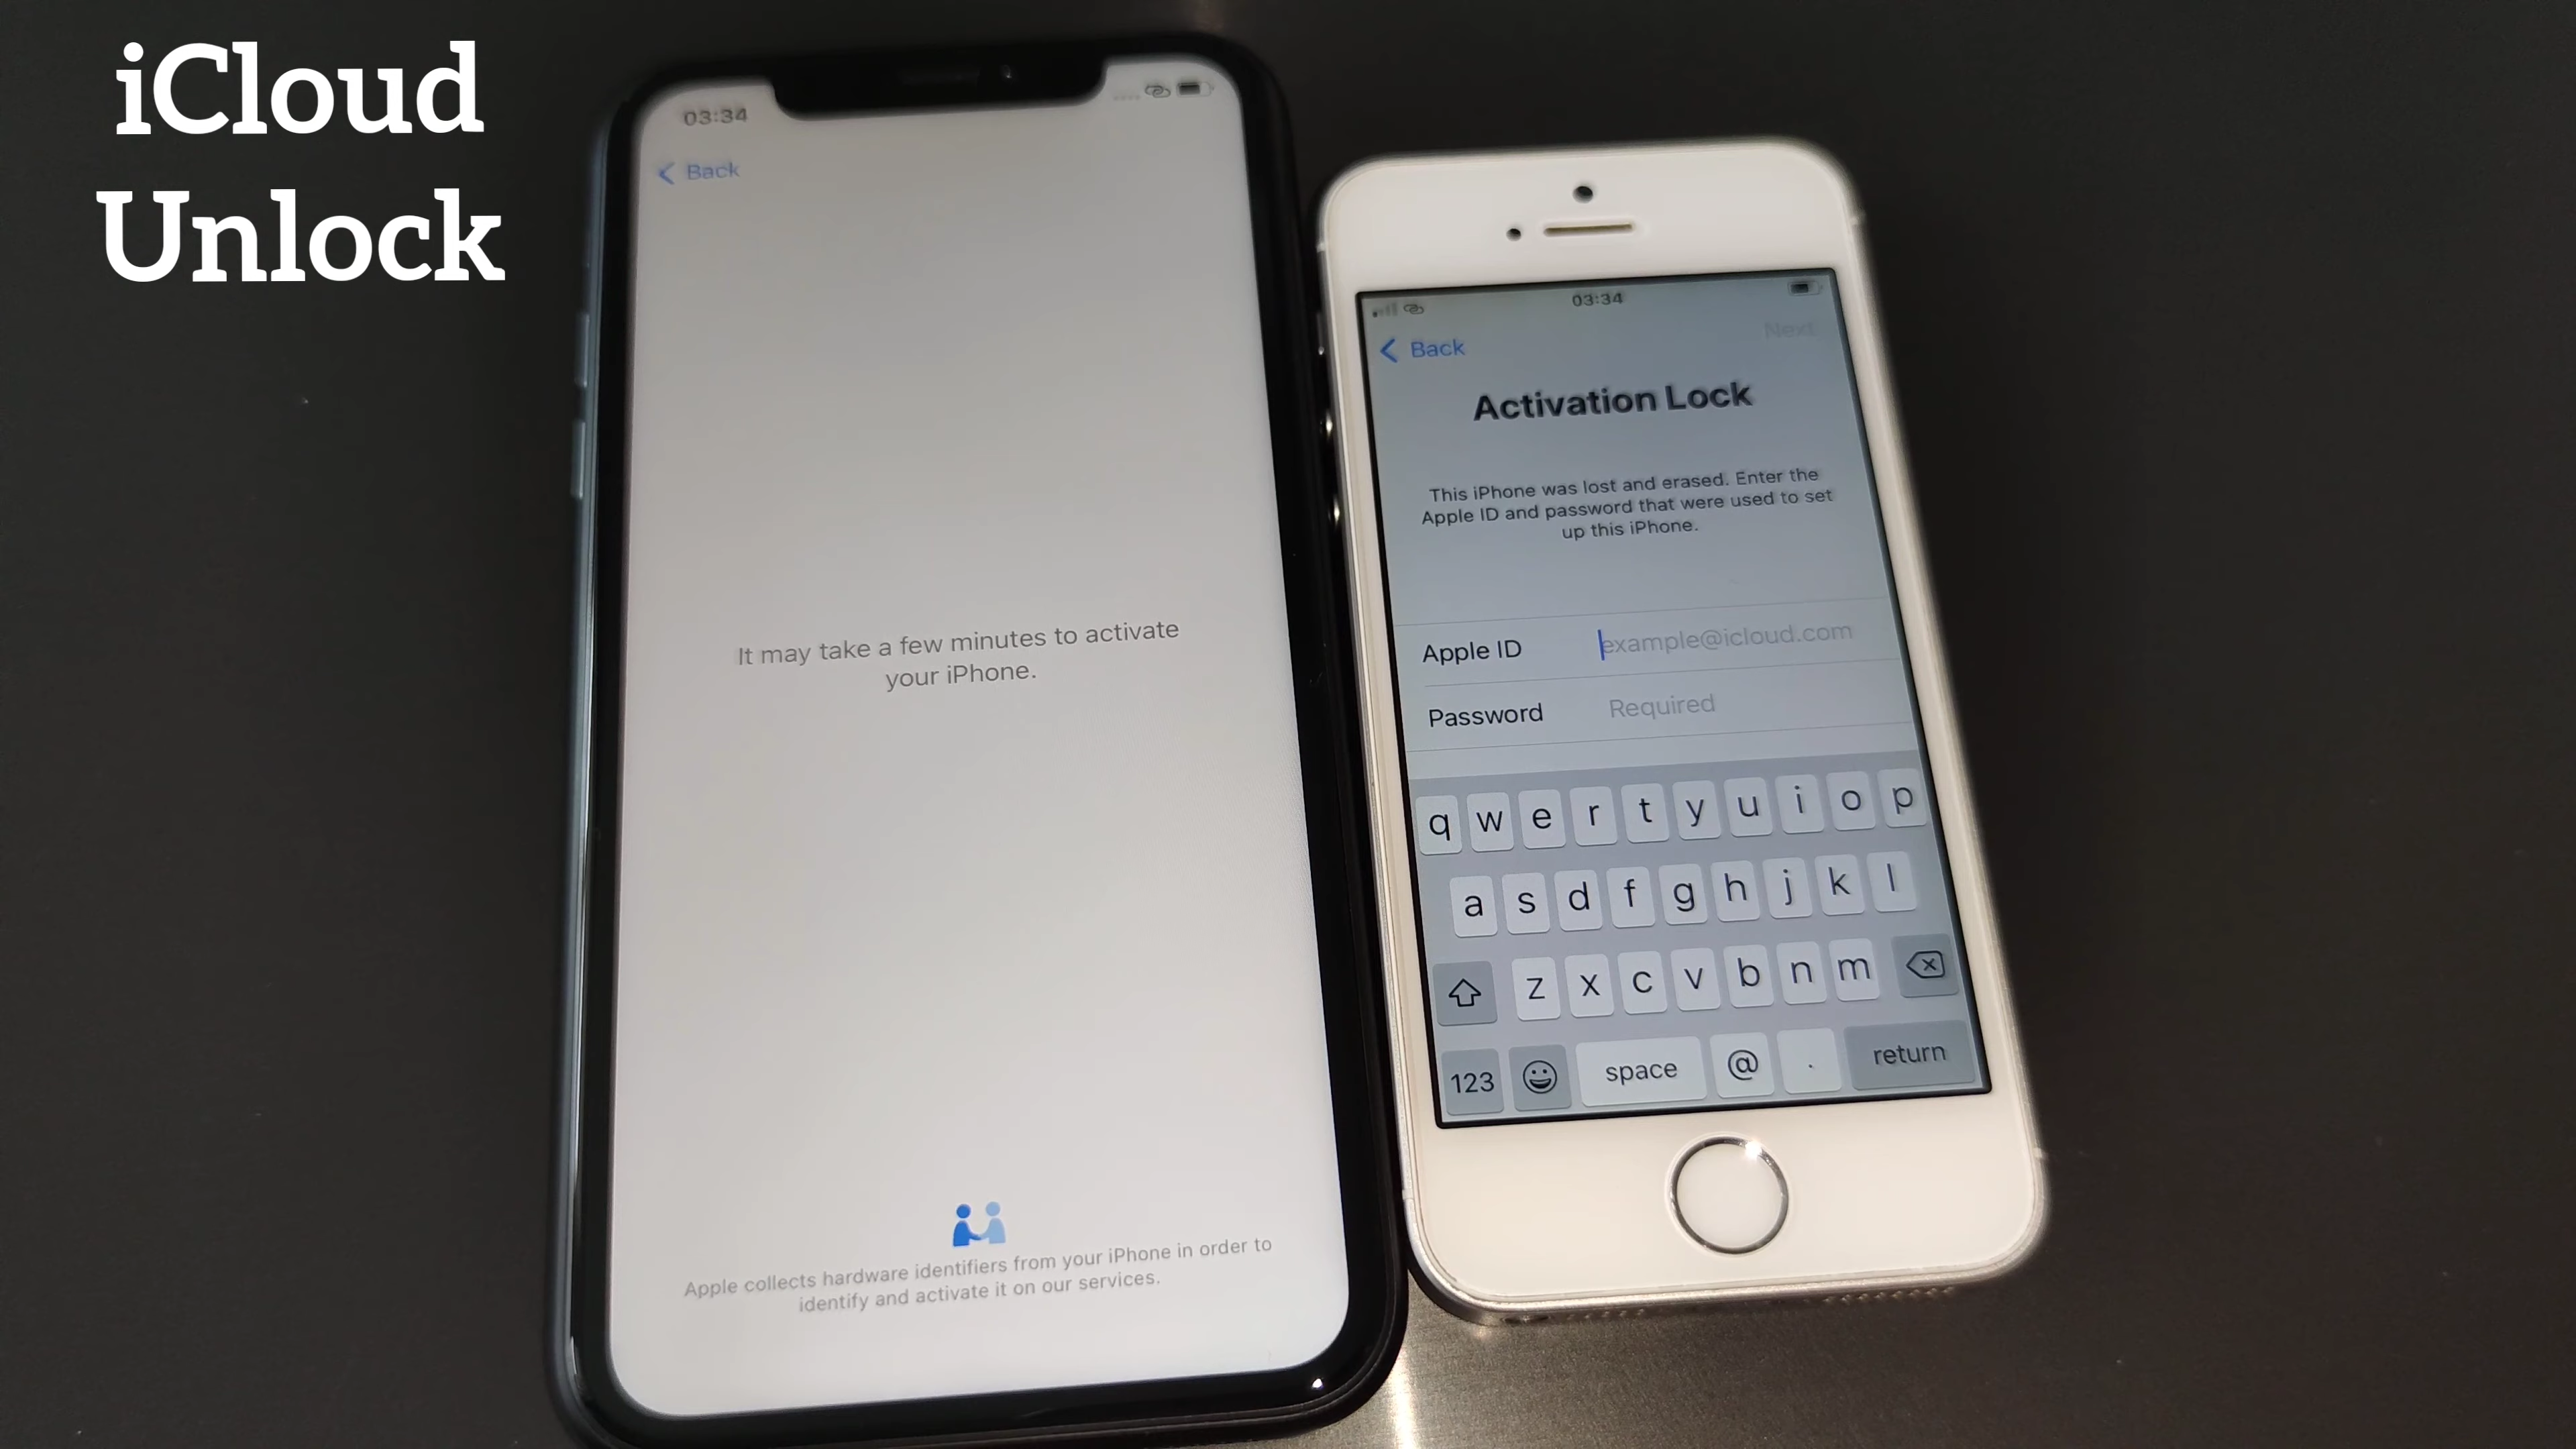 iCloud
Unlock
03:34
Back
It may take a few minutes to activate
your iPhone.
Apple collects hardware identifiers from your iPhone in order to
identify and activate it on our services.
03:34
Back
Next
Activation Lock
This iPhone was lost and erased. Enter the
Apple ID and password that were used to set
up this iPhone.
Apple ID example@icloud.com
Password Required
q w e r t y u i o p
a s d f g h j k l
z x c v b n m
123 space @ . return